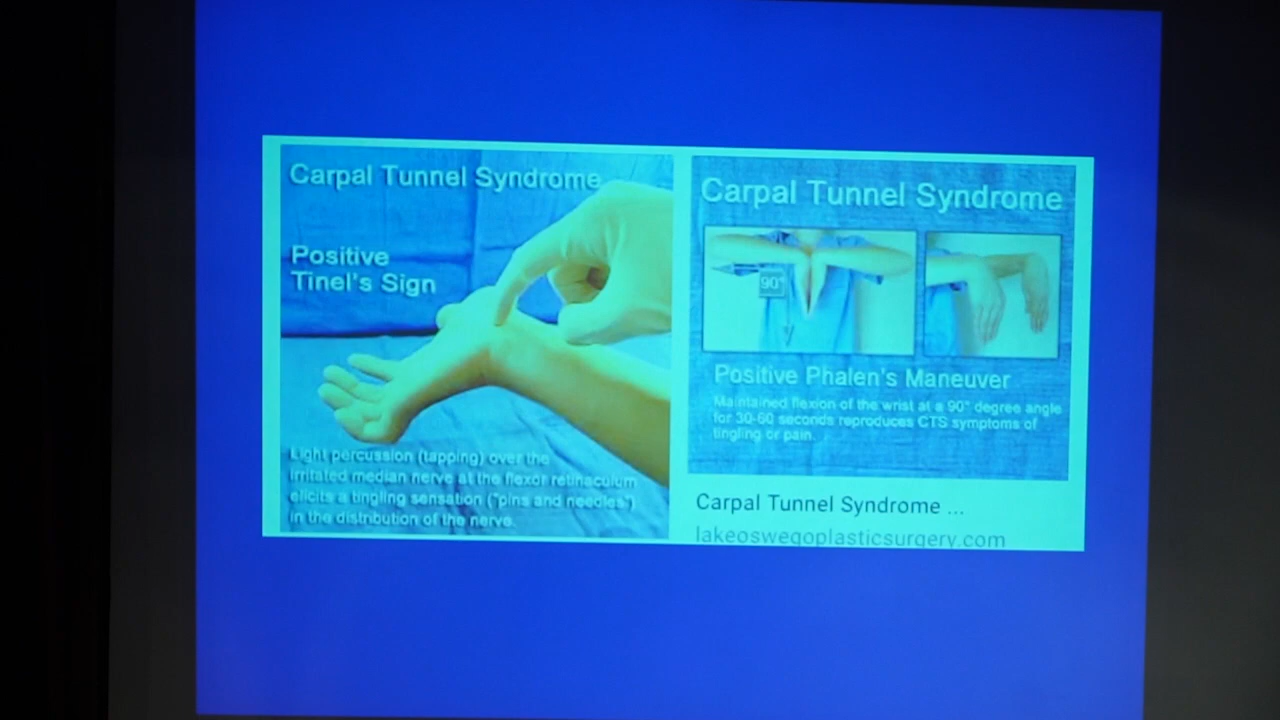 Carpal Tunnel Syndrome
Positive
Tinel's Sign
Light percussion (tapping) over the
irritated median nerve at the flexor retinaculum
elicits a tingling sensation ("pins and needles")
in the distribution of the nerve.
Carpal Tunnel Syndrome
90°
Positive Phalen's Maneuver
Maintained flexion of the wrist at a 90° degree angle
for 30-60 seconds reproduces CTS symptoms of
tingling or pain.
Carpal Tunnel Syndrome ...
lakeoswegoplasticsurgery.com